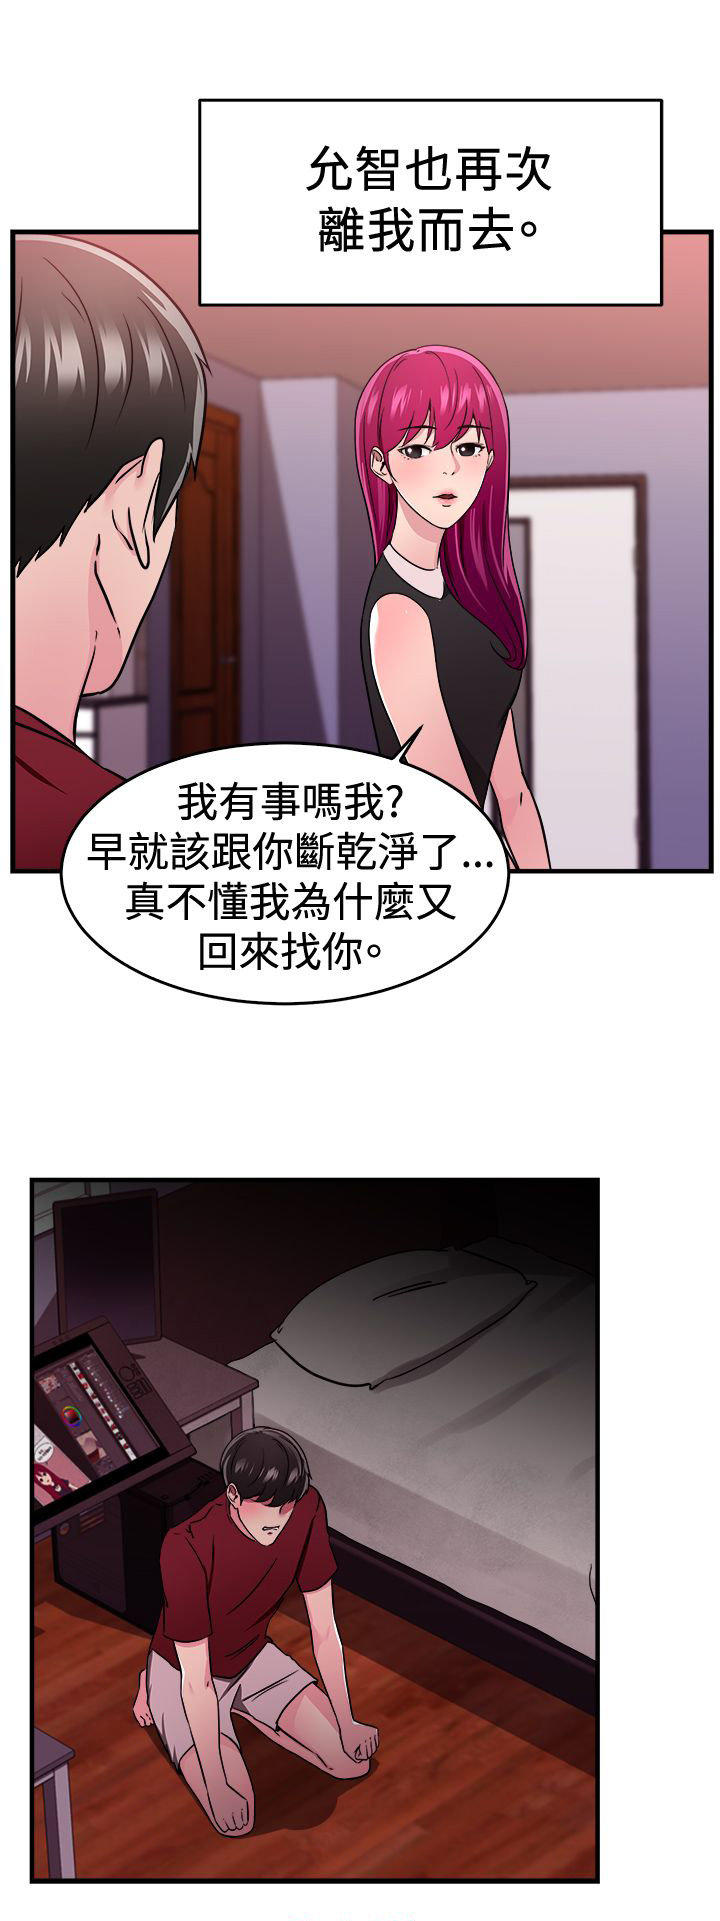 允智也再次
離我而去。
我有事嗎我?
早就該跟你斷乾淨了...
真不懂我為什麼又
回來找你。